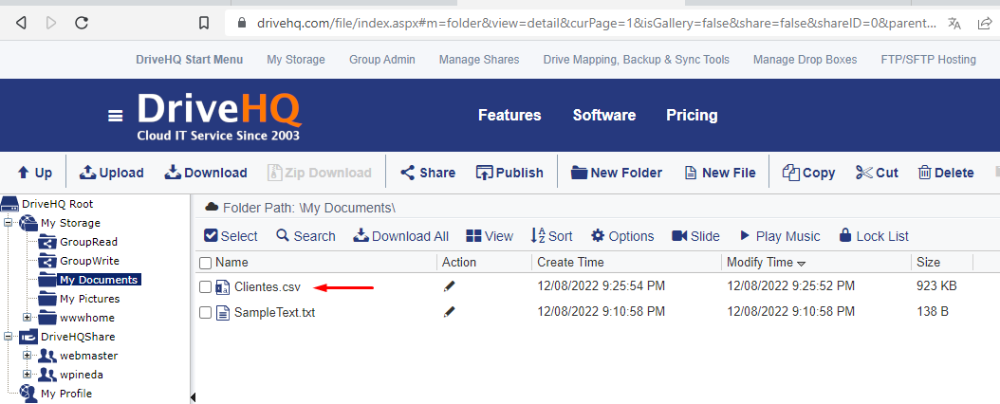 drivehq.com/file/index.aspx#m=folder&view=detail&curPage=1&isGallery=false&share=false&shareID=0&paren...
DriveHQ Start Menu My Storage Group Admin Manage Shares Drive Mapping, Backup & Sync Tools Manage Drop Boxes FTP/SFTP Hosting
DriveHQ
Cloud IT Service Since 2003
Features Software Pricing
Up Upload Download Zip Download Share Publish New Folder New File Copy Cut Delete
DriveHQ Root
My Storage
GroupRead
GroupWrite
My Documents
My Pictures
wwwhome
DriveHQShare
webmaster
wpineda
My Profile
Folder Path: \My Documents\
Select Search Download All View Sort Options Slide Play Music Lock List
Name Action Create Time Modify Time Size
Clientes.csv 12/08/2022 9:25:54 PM 12/08/2022 9:25:52 PM 923 KB
SampleText.txt 12/08/2022 9:10:58 PM 12/08/2022 9:10:58 PM 138 B